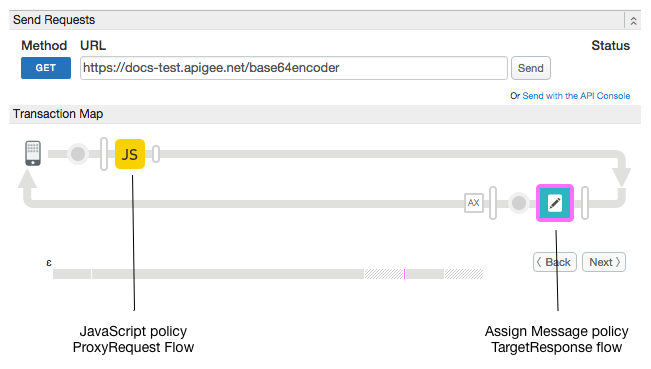 Send Requests
Method URL Status
GET https://docs-test.apigee.net/base64encoder Send
Or Send with the API Console
Transaction Map
JS
AX
ε
Back Next
JavaScript policy
ProxyRequest Flow
Assign Message policy
TargetResponse flow